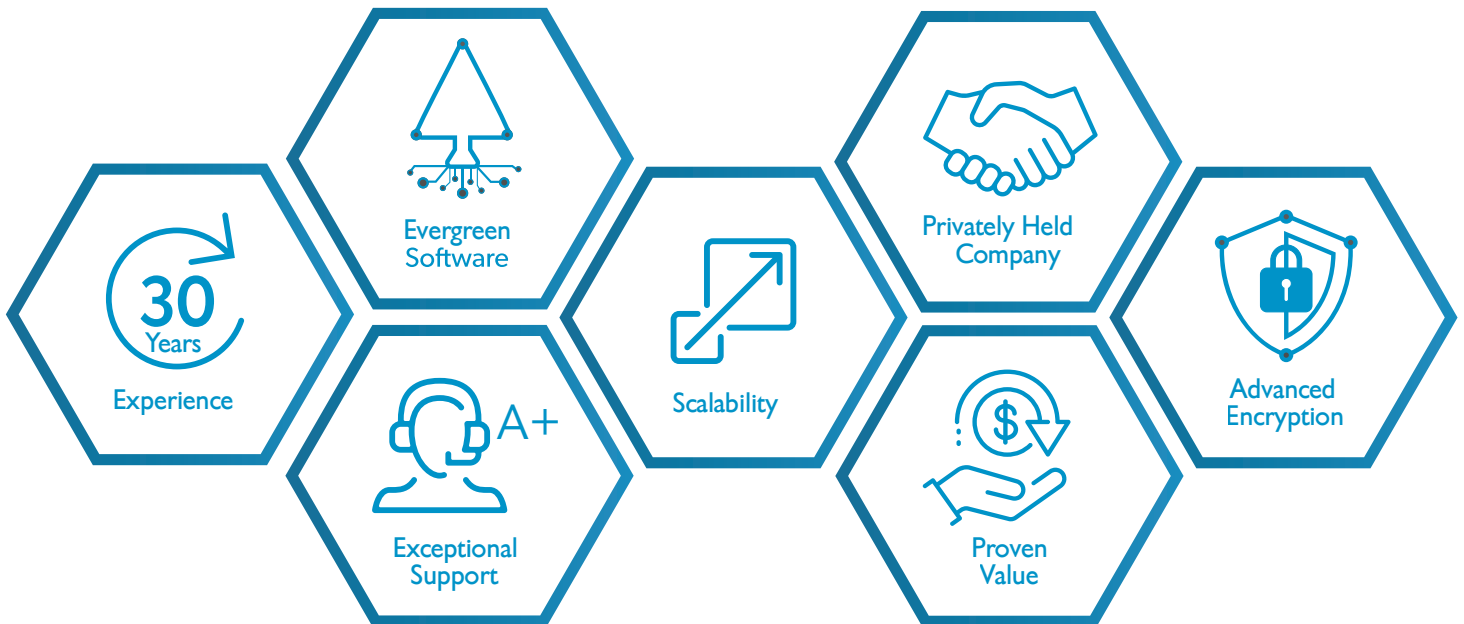 30
Years
Experience
Evergreen
Software
A+
Exceptional
Support
Scalability
Privately Held
Company
$
Proven
Value
Advanced
Encryption